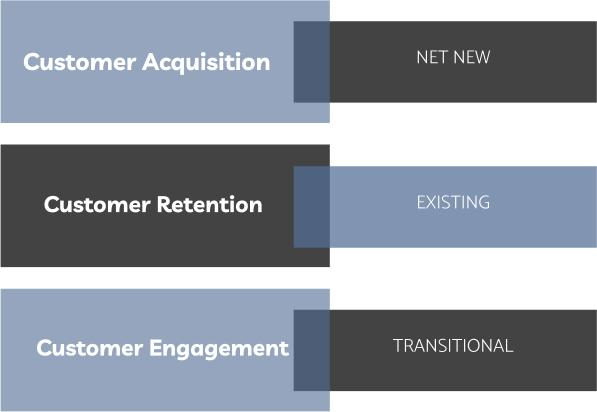 Customer Acquisition
NET NEW
Customer Retention
EXISTING
Customer Engagement
TRANSITIONAL